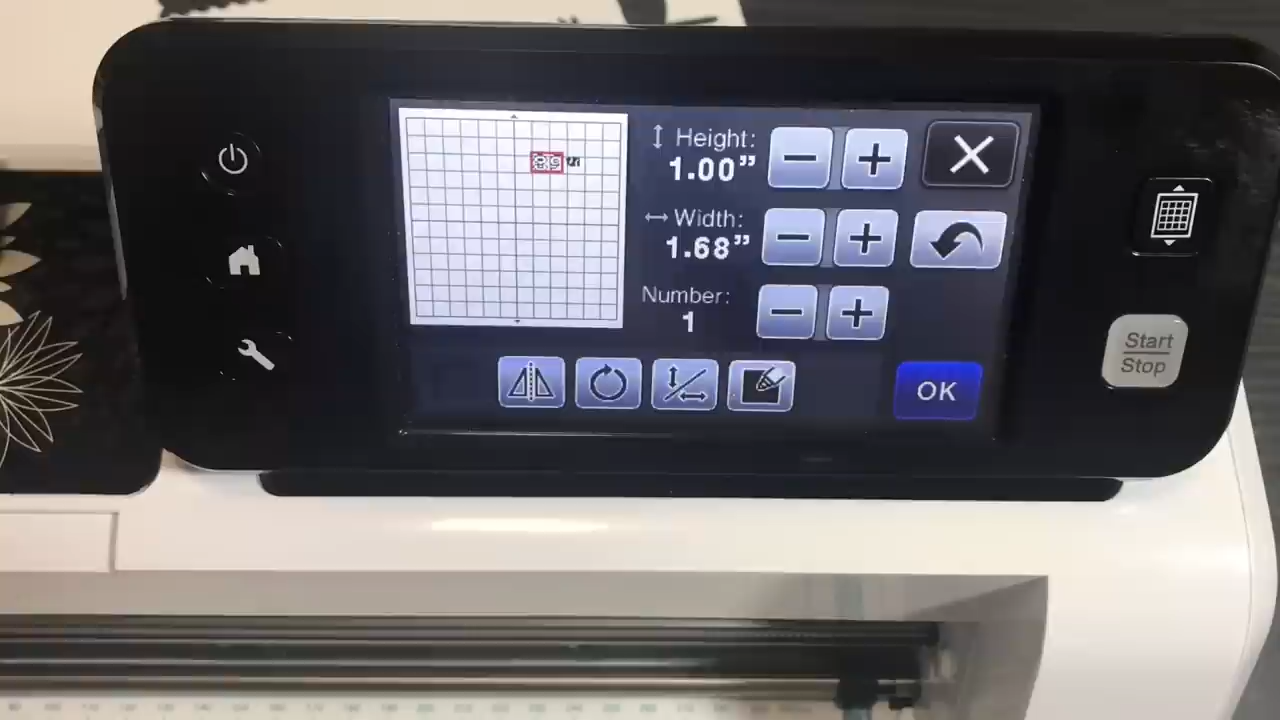 Height:
1.00”
Width:
1.68”
Number:
1
OK
Start
Stop